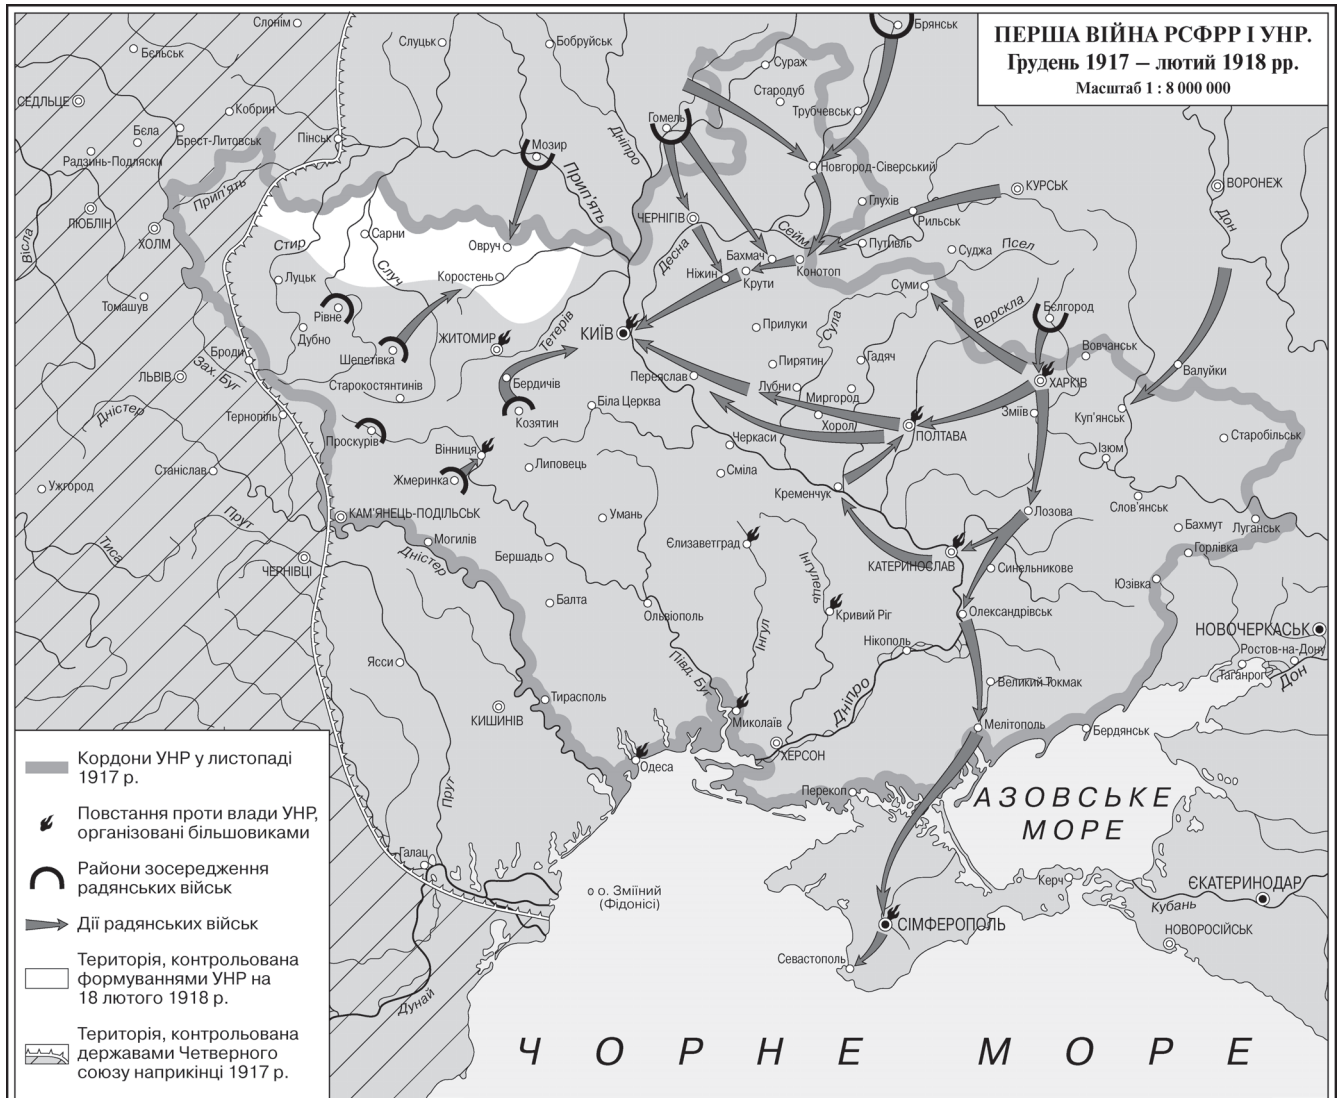 ПЕРША ВІЙНА РСФРР І УНР.
Грудень 1917 – лютий 1918 рр.
Масштаб 1 : 8 000 000
Слонім
Слуцьк
Бобруйськ
Брянськ
Бєльськ
Сураж
Стародуб
Трубчевськ
СЕДЛЬЦЕ
Кобрин
Бєла
Брест-Литовськ
Пінськ
Радзинь-Подляски
Мозир
Гомель
Дніпро
Прип'ять
Прип'ять
Новгород-Сіверський
КУРСЬК
ВОРОНЕЖ
Дон
ЛЮБЛІН
ХОЛМ
Вісла
Стир
Сарни
Овруч
ЧЕРНІГІВ
Глухів
Рильськ
Десна
Сейм
Путивль
Суджа
Псел
Луцьк
Случ
Коростень
Бахмач
Ніжин
Крути
Конотоп
Суми
Томашув
Рівне
Дубно
Шепетівка
ЖИТОМИР
Тетерів
КИЇВ
Прилуки
Сула
Ворскла
Бєлгород
Вовчанськ
Броди
Зах. Буг
ЛЬВІВ
Старокостянтинів
Бердичів
Переяслав
Пирятин
Гадяч
Лубни
Миргород
ХАРКІВ
Валуйки
Дністер
Тернопіль
Козятин
Біла Церква
Хорол
ПОЛТАВА
Зміїв
Куп'янськ
Проскурів
Вінниця
Черкаси
Старобільськ
Станіслав
Жмеринка
Липовець
Сміла
Кременчук
Ізюм
Ужгород
Прут
КАМ'ЯНЕЦЬ-ПОДІЛЬСЬК
Умань
Лозова
Слов'янськ
Луганськ
Тиса
Могилів
Дністер
Бершадь
Єлизаветград
Бахмут
Горлівка
ЧЕРНІВЦІ
КАТЕРИНОСЛАВ
Синельникове
Юзівка
Інгулець
Балта
Ольвіополь
Кривий Ріг
Олександрівськ
НОВОЧЕРКАСЬК
Інгул
Нікополь
Ростов-на-Дону
Ясси
Півд. Буг
Таганрог
Дон
Великий Токмак
Дніпро
Тирасполь
КИШИНІВ
Миколаїв
Мелітополь
Бердянськ
ХЕРСОН
Одеса
Прут
Перекоп
АЗОВСЬКЕ
МОРЕ
Галац
о. Зміїний
(Фідонісі)
Керч
ЄКАТЕРИНОДАР
Кубань
СІМФЕРОПОЛЬ
НОВОРОСІЙСЬК
Севастополь
Дунай
ЧОРНЕ МОРЕ
Кордони УНР у листопаді
1917 р.
Повстання проти влади УНР,
організовані більшовиками
Райони зосередження
радянських військ
Дії радянських військ
Територія, контрольована
формуваннями УНР на
18 лютого 1918 р.
Територія, контрольована
державами Четверного
союзу наприкінці 1917 р.